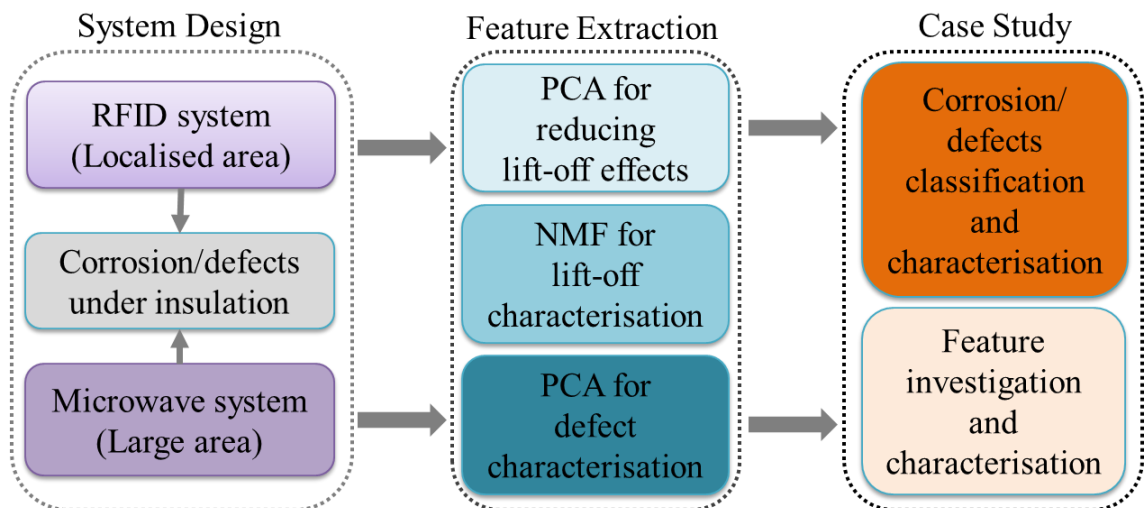 System Design
RFID system
(Localised area)
Corrosion/defects
under insulation
Microwave system
(Large area)
Feature Extraction
PCA for
reducing
lift-off effects
NMF for
lift-off
characterisation
PCA for
defect
characterisation
Case Study
Corrosion/
defects
classification
and
characterisation
Feature
investigation
and
characterisation